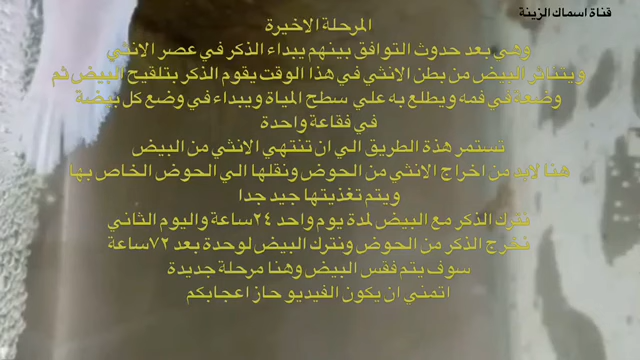 قناة اسماك الزينة
المرحلة الاخيرة
وهي بعد حدوث التوافق بينهم يبداء الذكر في عصر الانثي
ويتناثر البيض من بطن الانثي في هذا الوقت يقوم الذكر بتلقيح البيض ثم
وضعة في فمه ويطلع به علي سطح المياة ويبداء في وضع كل بيضة
في فقاعة واحدة
تستمر هذة الطريق الي ان تنتهي الانثي من البيض
هنا لابد من اخراج الانثي من الحوض ونقلها الي الحوض الخاص بها
ويتم تغذيتها جيد جدا
نترك الذكر مع البيض لمدة يوم واحد ٢٤ساعة واليوم الثاني
نخرج الذكر من الحوض ونترك البيض لوحدة بعد ٧٢ساعة
سوف يتم فقس البيض وهنا مرحلة جديدة
اتمني ان يكون الفيديو حاز اعجابكم